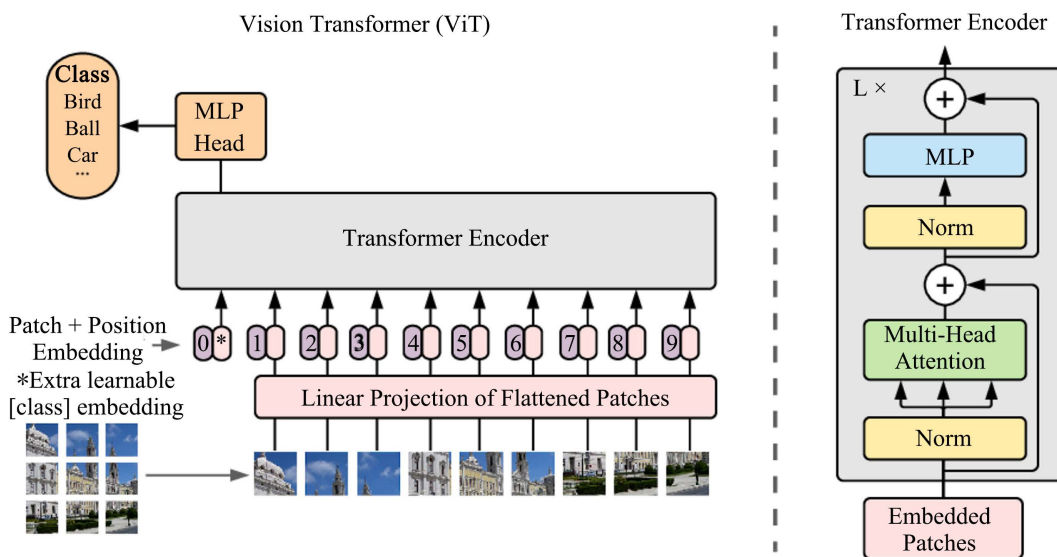 Vision Transformer (ViT)
Class
Bird
Ball
Car
...
MLP
Head
Transformer Encoder
Patch + Position
Embedding
*Extra learnable
[class] embedding
0 * 1 2 3 4 5 6 7 8 9
Linear Projection of Flattened Patches
Transformer Encoder
L ×
+
MLP
Norm
+
Multi-Head
Attention
Norm
Embedded
Patches